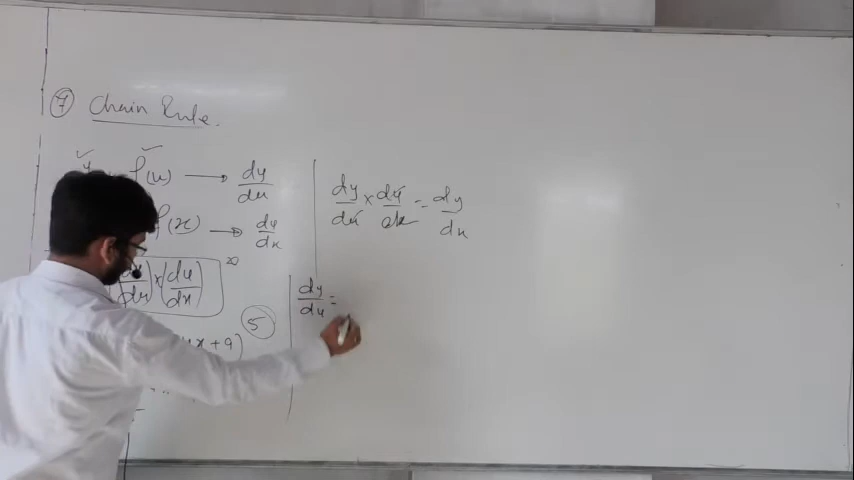 ⑦ Chain Rule.
y f(u) → dy/du
f(x) → du/dx
dy/du × du/dx = dy/dx
(du) × (du/dx)
dy/du =
⑤
x + 9)